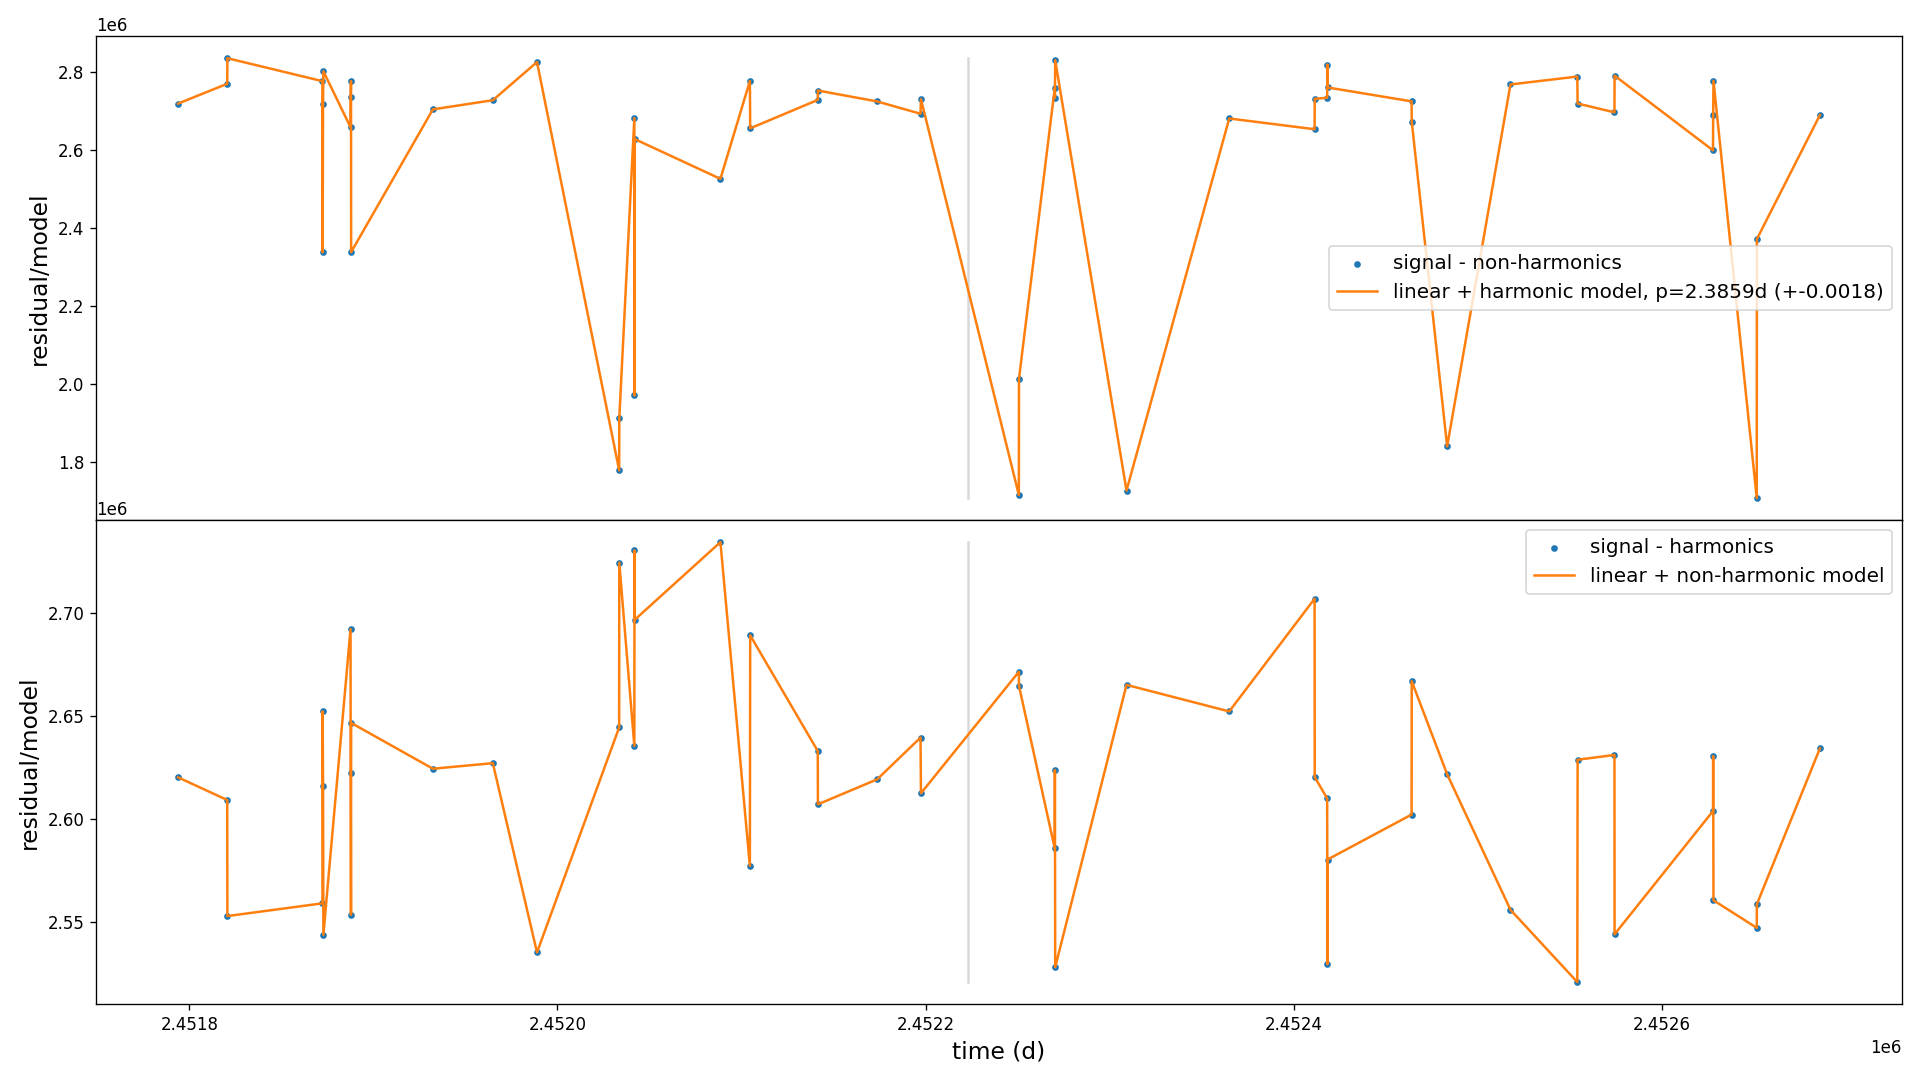 1e6
2.8
2.6
2.4
2.2
2.0
1.8
residual/model
signal - non-harmonics
linear + harmonic model, p=2.3859d (+-0.0018)
1e6
2.70
2.65
2.60
2.55
residual/model
signal - harmonics
linear + non-harmonic model
2.4518 2.4520 2.4522 2.4524 2.4526
time (d)
1e6